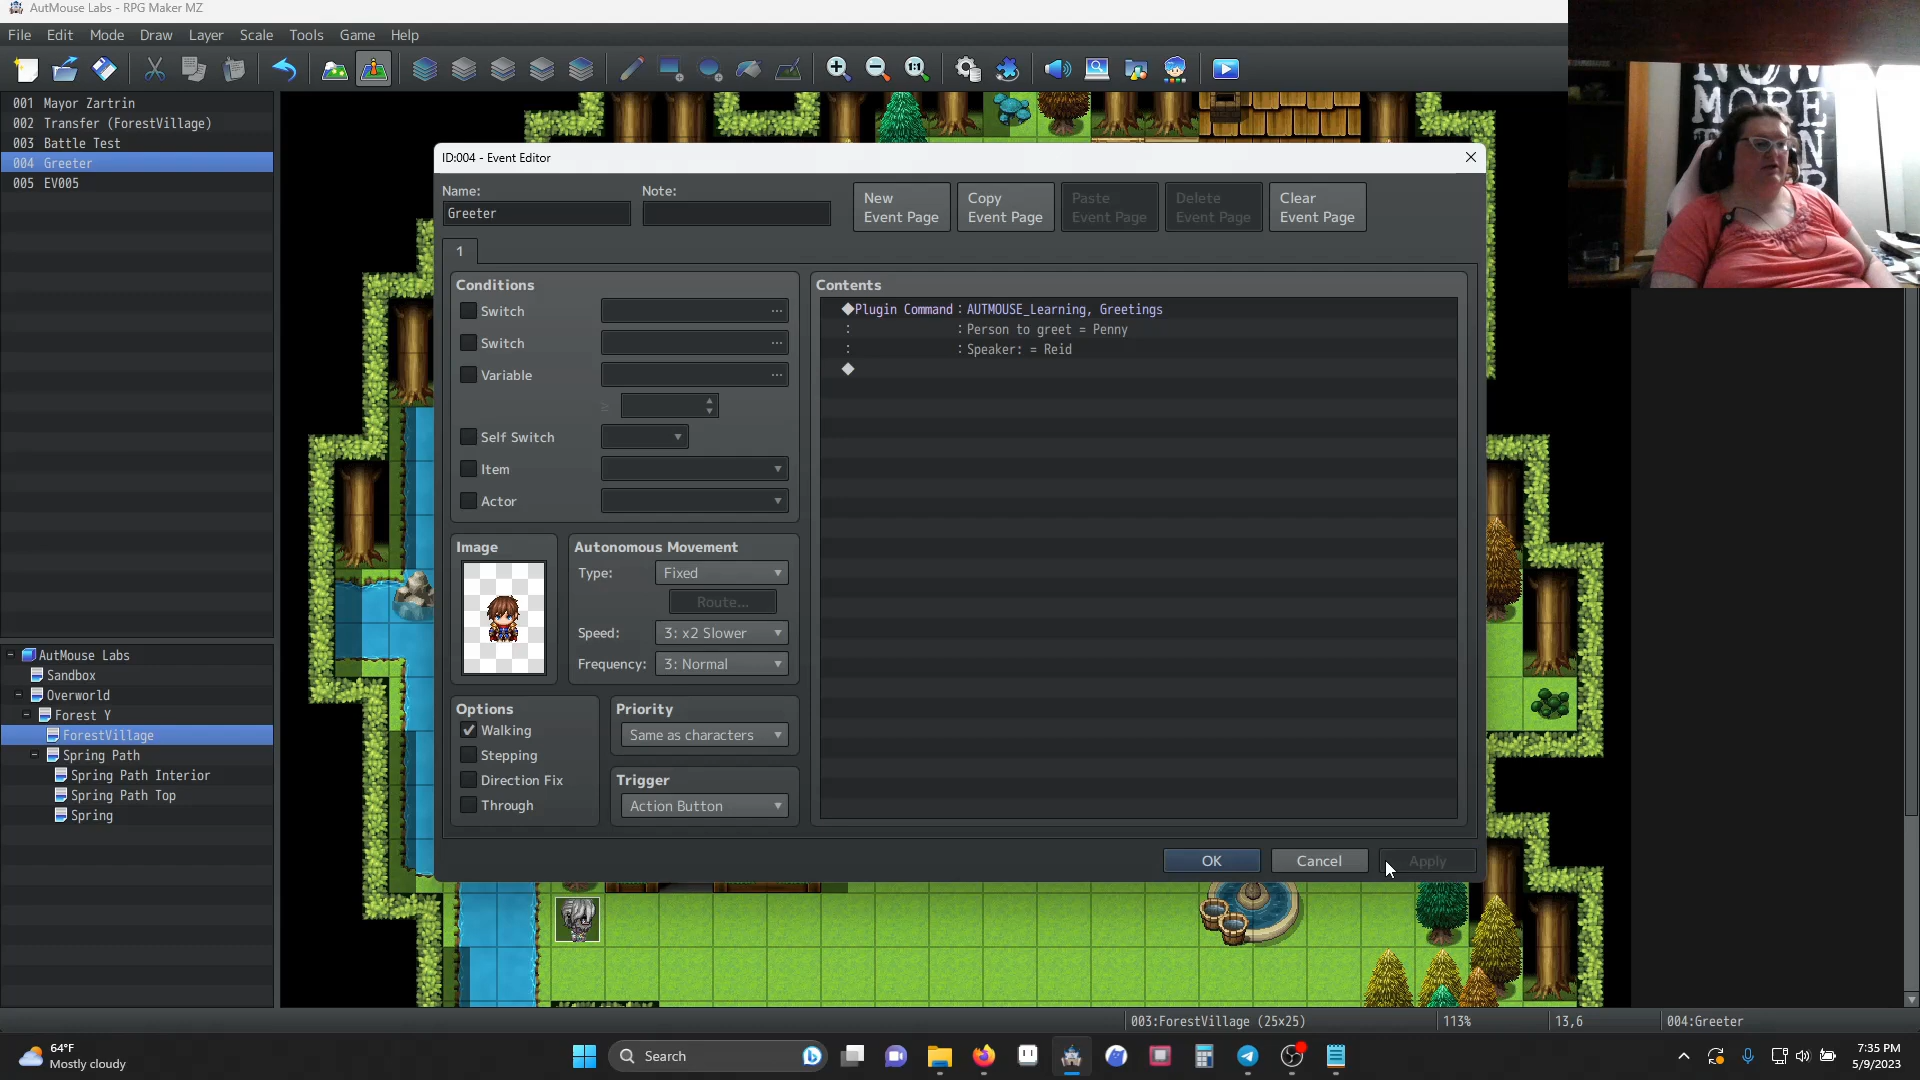 AutMouse Labs - RPG Maker MZ
File Edit Mode Draw Layer Scale Tools Game Help
001 Mayor Zartrin
002 Transfer (ForestVillage)
003 Battle Test
004 Greeter
005 EV005
ID:004 - Event Editor
Name:
Note:
Greeter
New
Event Page
Copy
Event Page
Paste
Event Page
Delete
Event Page
Clear
Event Page
1
Conditions
Switch
Switch
Variable
≥
Self Switch
Item
Actor
Contents
◆Plugin Command：AUTMOUSE_Learning, Greetings
：　　　　　　　：Person to greet = Penny
：　　　　　　　：Speaker: = Reid
◆
Image
Autonomous Movement
Type: Fixed
Route...
Speed: 3: x2 Slower
Frequency: 3: Normal
Options
Walking
Stepping
Direction Fix
Through
Priority
Same as characters
Trigger
Action Button
OK
Cancel
Apply
AutMouse Labs
Sandbox
Overworld
Forest Y
ForestVillage
Spring Path
Spring Path Interior
Spring Path Top
Spring
003:ForestVillage (25x25)
113%
13,6
004:Greeter
64°F
Mostly cloudy
Search
7:35 PM
5/9/2023
NOW
MORE